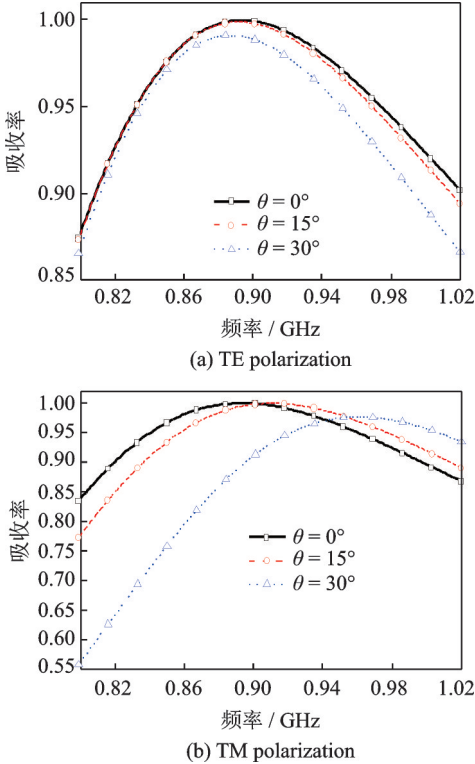 1.00
0.95
0.90
0.85
吸收率
θ = 0°
θ = 15°
θ = 30°
0.82 0.86 0.90 0.94 0.98 1.02
频率 / GHz
(a) TE polarization
1.00
0.95
0.90
0.85
0.80
0.75
0.70
0.65
0.60
0.55
吸收率
θ = 0°
θ = 15°
θ = 30°
0.82 0.86 0.90 0.94 0.98 1.02
频率 / GHz
(b) TM polarization